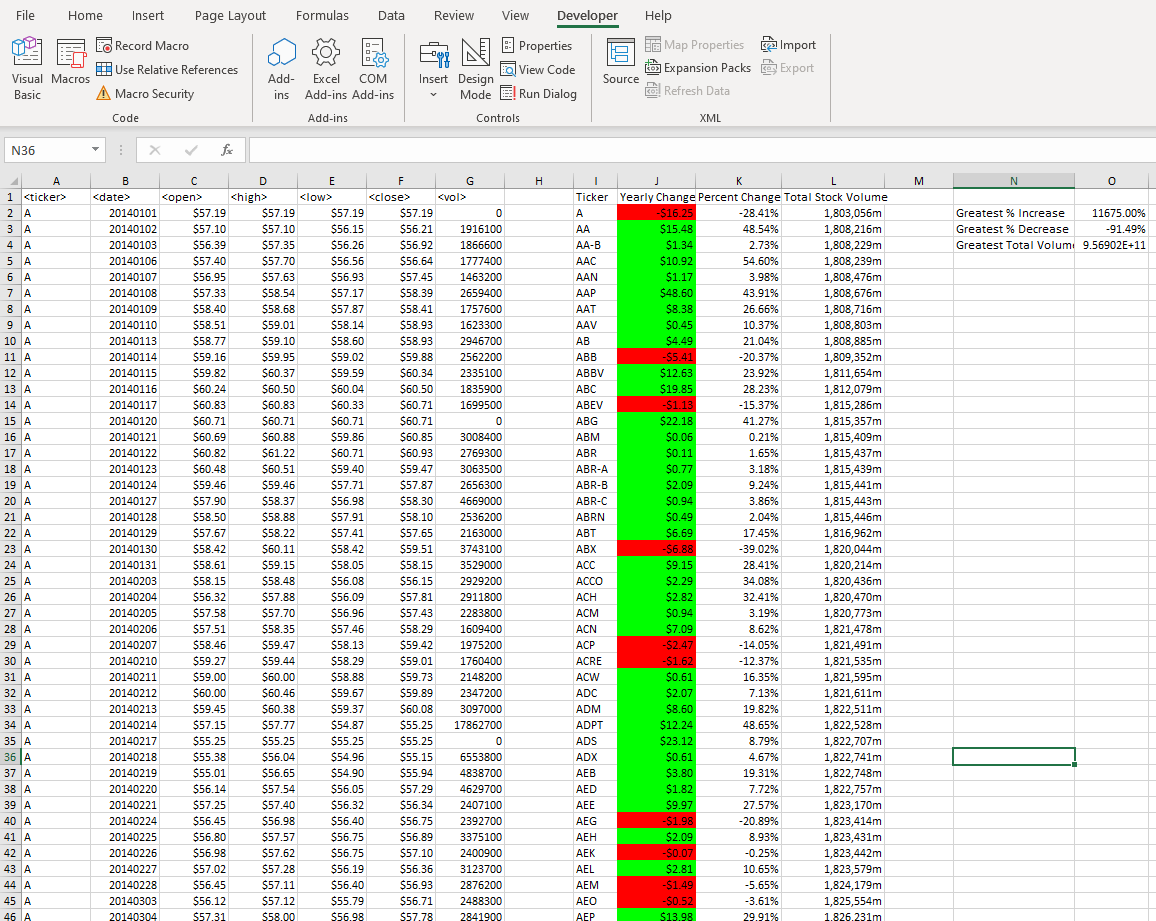 File Home Insert Page Layout Formulas Data Review View Developer Help
Visual Basic
Macros
Record Macro
Use Relative References
Macro Security
Code
Add-ins
Excel Add-ins
COM Add-ins
Add-ins
Insert
Design Mode
Properties
View Code
Run Dialog
Controls
Source
Map Properties
Expansion Packs
Refresh Data
Import
Export
XML
N36 fx
A B C D E F G H I J K L M N O
1 <ticker> <date> <open> <high> <low> <close> <vol> Ticker Yearly Change Percent Change Total Stock Volume
2 A 20140101 $57.19 $57.19 $57.19 $57.19 0 A -$16.25 -28.41% 1,803,056m Greatest % Increase 11675.00%
3 A 20140102 $57.10 $57.10 $56.15 $56.21 1916100 AA $15.48 48.54% 1,808,216m Greatest % Decrease -91.49%
4 A 20140103 $56.39 $57.35 $56.26 $56.92 1866600 AA-B $1.34 2.73% 1,808,229m Greatest Total Volume 9.56902E+11
5 A 20140106 $57.40 $57.70 $56.56 $56.64 1777400 AAC $10.92 54.60% 1,808,239m
6 A 20140107 $56.95 $57.63 $56.93 $57.45 1463200 AAN $1.17 3.98% 1,808,476m
7 A 20140108 $57.33 $58.54 $57.17 $58.39 2659400 AAP $48.60 43.91% 1,808,676m
8 A 20140109 $58.40 $58.68 $57.87 $58.41 1757600 AAT $8.38 26.66% 1,808,716m
9 A 20140110 $58.51 $59.01 $58.14 $58.93 1623300 AAV $0.45 10.37% 1,808,803m
10 A 20140113 $58.77 $59.10 $58.60 $58.93 2946700 AB $4.49 21.04% 1,808,885m
11 A 20140114 $59.16 $59.95 $59.02 $59.88 2562200 ABB -$5.41 -20.37% 1,809,352m
12 A 20140115 $59.82 $60.37 $59.59 $60.34 2335100 ABBV $12.63 23.92% 1,811,654m
13 A 20140116 $60.24 $60.50 $60.04 $60.50 1835900 ABC $19.85 28.23% 1,812,079m
14 A 20140117 $60.83 $60.83 $60.33 $60.71 1699500 ABEV -$1.13 -15.37% 1,815,286m
15 A 20140120 $60.71 $60.71 $60.71 $60.71 0 ABG $22.18 41.27% 1,815,357m
16 A 20140121 $60.69 $60.88 $59.86 $60.85 3008400 ABM $0.06 0.21% 1,815,409m
17 A 20140122 $60.82 $61.22 $60.71 $60.93 2769300 ABR $0.11 1.65% 1,815,437m
18 A 20140123 $60.48 $60.51 $59.40 $59.47 3063500 ABR-A $0.77 3.18% 1,815,439m
19 A 20140124 $59.46 $59.46 $57.71 $57.87 2656300 ABR-B $2.09 9.24% 1,815,441m
20 A 20140127 $57.90 $58.37 $56.98 $58.30 4669000 ABR-C $0.94 3.86% 1,815,443m
21 A 20140128 $58.50 $58.88 $57.91 $58.10 2536200 ABRN $0.49 2.04% 1,815,446m
22 A 20140129 $57.67 $58.22 $57.41 $57.65 2163000 ABT $6.69 17.45% 1,816,962m
23 A 20140130 $58.42 $60.11 $58.42 $59.51 3743100 ABX -$6.88 -39.02% 1,820,044m
24 A 20140131 $58.61 $59.15 $58.05 $58.15 3529000 ACC $9.15 28.41% 1,820,214m
25 A 20140203 $58.15 $58.48 $56.08 $56.15 2929200 ACCO $2.29 34.08% 1,820,436m
26 A 20140204 $56.32 $57.88 $56.09 $57.81 2911800 ACH $2.82 32.41% 1,820,470m
27 A 20140205 $57.58 $57.70 $56.96 $57.43 2283800 ACM $0.94 3.19% 1,820,773m
28 A 20140206 $57.51 $58.35 $57.46 $58.29 1609400 ACN $7.09 8.62% 1,821,478m
29 A 20140207 $58.46 $59.47 $58.13 $59.42 1975200 ACP -$2.47 -14.05% 1,821,491m
30 A 20140210 $59.27 $59.44 $58.29 $59.01 1760400 ACRE -$1.62 -12.37% 1,821,535m
31 A 20140211 $59.00 $60.00 $58.88 $59.73 2148200 ACW $0.61 16.35% 1,821,595m
32 A 20140212 $60.00 $60.46 $59.67 $59.89 2347200 ADC $2.07 7.13% 1,821,611m
33 A 20140213 $59.45 $60.38 $59.37 $60.08 3097000 ADM $8.60 19.82% 1,822,511m
34 A 20140214 $57.15 $57.77 $54.87 $55.25 17862700 ADPT $12.24 48.65% 1,822,528m
35 A 20140217 $55.25 $55.25 $55.25 $55.25 0 ADS $23.12 8.79% 1,822,707m
36 A 20140218 $55.38 $56.04 $54.96 $55.15 6553800 ADX $0.61 4.67% 1,822,741m
37 A 20140219 $55.01 $56.65 $54.90 $55.94 4838700 AEB $3.80 19.31% 1,822,748m
38 A 20140220 $56.14 $57.54 $56.05 $57.29 4629700 AED $1.82 7.72% 1,822,757m
39 A 20140221 $57.25 $57.40 $56.32 $56.34 2407100 AEE $9.97 27.57% 1,823,170m
40 A 20140224 $56.45 $56.98 $56.40 $56.75 2392700 AEG -$1.98 -20.89% 1,823,414m
41 A 20140225 $56.80 $57.57 $56.75 $56.89 3375100 AEH $2.09 8.93% 1,823,431m
42 A 20140226 $56.98 $57.62 $56.75 $57.10 2400900 AEK -$0.07 -0.25% 1,823,442m
43 A 20140227 $57.02 $57.28 $56.19 $56.36 3123700 AEL $2.81 10.65% 1,823,579m
44 A 20140228 $56.45 $57.11 $56.40 $56.93 2876200 AEM -$1.49 -5.65% 1,824,179m
45 A 20140303 $56.12 $57.12 $55.79 $56.71 2488300 AEO -$0.52 -3.61% 1,825,554m
46 A 20140304 $57.31 $58.00 $56.98 $57.78 2841900 AEP $13.98 29.91% 1,826,231m